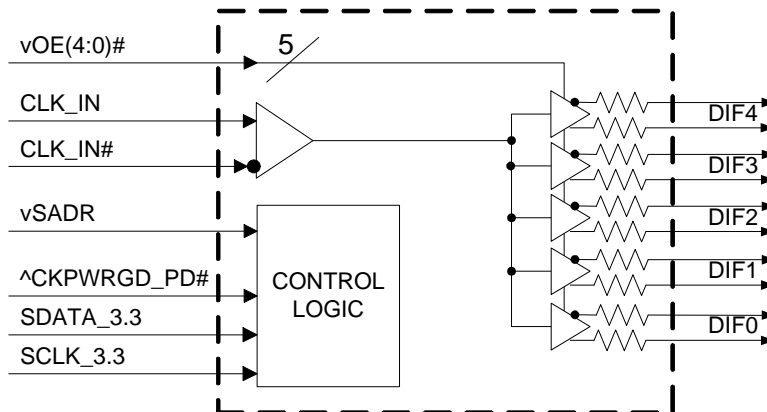 vOE(4:0)#
5
CLK_IN
CLK_IN#
vSADR
^CKPWRGD_PD#
SDATA_3.3
SCLK_3.3
CONTROL
LOGIC
DIF4
DIF3
DIF2
DIF1
DIF0